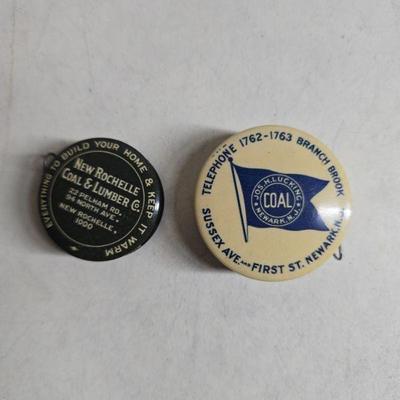 EVERYTHING TO BUILD YOUR HOME & KEEP IT WARM
NEW ROCHELLE
COAL & LUMBER CO.
22 PELHAM RD.
94 NORTH AVE.
NEW ROCHELLE,
1000
TELEPHONE 1762-1763 BRANCH BROOK
JOS. H. LUCKING
COAL
NEWARK, N.J.
SUSSEX AVE. AND FIRST ST. NEWARK, N.J.